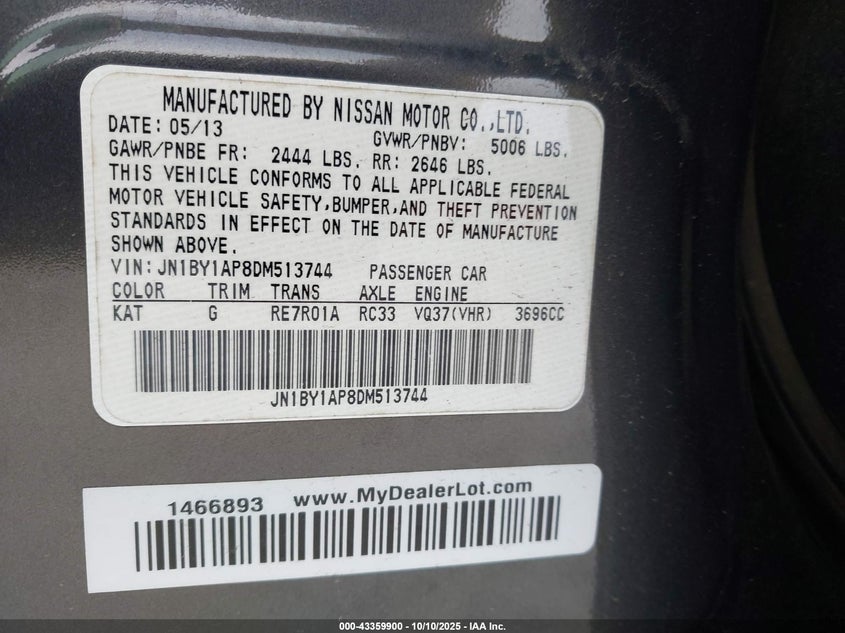 MANUFACTURED BY NISSAN MOTOR CO.,LTD.
DATE: 05/13 GVWR/PNBV: 5006 LBS.
GAWR/PNBE FR: 2444 LBS. RR: 2646 LBS.
THIS VEHICLE CONFORMS TO ALL APPLICABLE FEDERAL
MOTOR VEHICLE SAFETY,BUMPER,AND THEFT PREVENTION
STANDARDS IN EFFECT ON THE DATE OF MANUFACTURE
SHOWN ABOVE.
VIN: JN1BY1AP8DM513744 PASSENGER CAR
COLOR TRIM TRANS AXLE ENGINE
KAT G RE7R01A RC33 VQ37(VHR) 3696CC
JN1BY1AP8DM513744
1466893 www.MyDealerLot.com
000-43359900 - 10/10/2025 - IAA Inc.